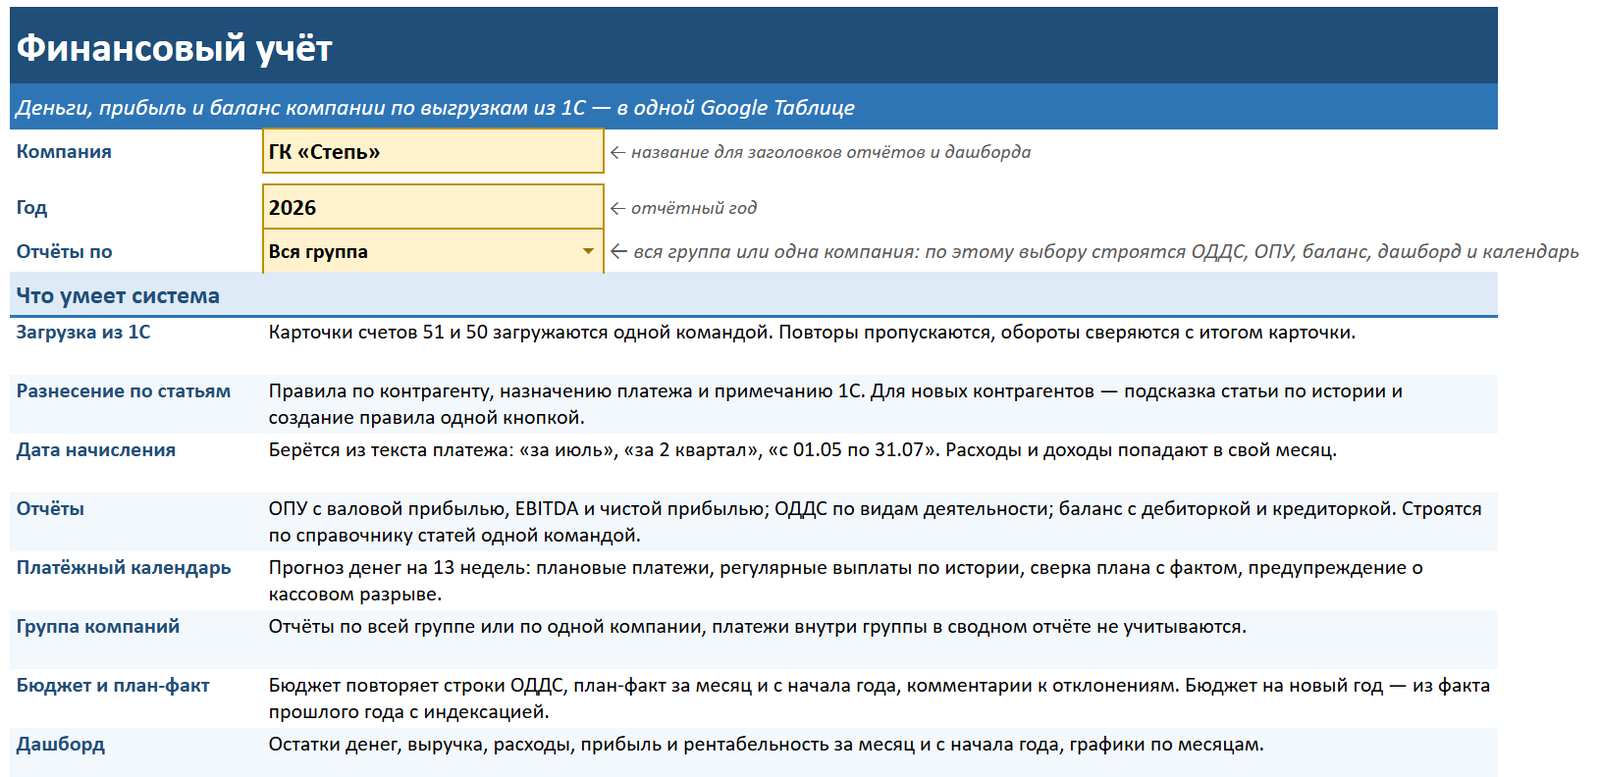 Финансовый учёт
Деньги, прибыль и баланс компании по выгрузкам из 1С — в одной Google Таблице
Компания ГК «Степь» ← название для заголовков отчётов и дашборда
Год 2026 ← отчётный год
Отчёты по Вся группа ← вся группа или одна компания: по этому выбору строятся ОДДС, ОПУ, баланс, дашборд и календарь
Что умеет система
Загрузка из 1С Карточки счетов 51 и 50 загружаются одной командой. Повторы пропускаются, обороты сверяются с итогом карточки.
Разнесение по статьям Правила по контрагенту, назначению платежа и примечанию 1С. Для новых контрагентов — подсказка статьи по истории и
создание правила одной кнопкой.
Дата начисления Берётся из текста платежа: «за июль», «за 2 квартал», «с 01.05 по 31.07». Расходы и доходы попадают в свой месяц.
Отчёты ОПУ с валовой прибылью, EBITDA и чистой прибылью; ОДДС по видам деятельности; баланс с дебиторкой и кредиторкой. Строятся
по справочнику статей одной командой.
Платёжный календарь Прогноз денег на 13 недель: плановые платежи, регулярные выплаты по истории, сверка плана с фактом, предупреждение о
кассовом разрыве.
Группа компаний Отчёты по всей группе или по одной компании, платежи внутри группы в сводном отчёте не учитываются.
Бюджет и план-факт Бюджет повторяет строки ОДДС, план-факт за месяц и с начала года, комментарии к отклонениям. Бюджет на новый год — из факта
прошлого года с индексацией.
Дашборд Остатки денег, выручка, расходы, прибыль и рентабельность за месяц и с начала года, графики по месяцам.